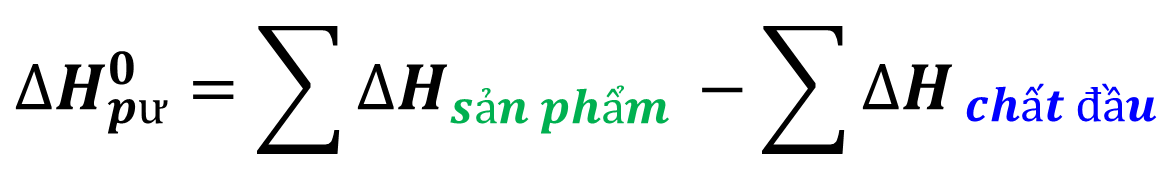 ΔH⁰pư = ∑ ΔH sản phẩm − ∑ ΔH chất đầu